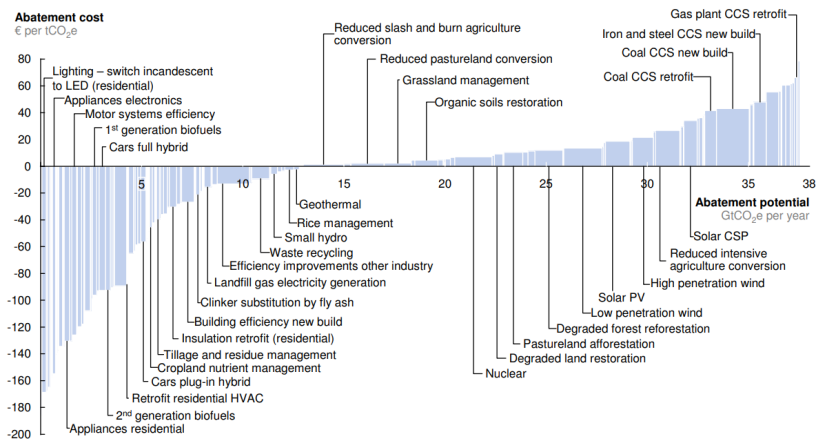 Abatement cost
€ per tCO2e
80
60
40
20
0
-20
-40
-60
-80
-100
-120
-140
-160
-180
-200
Lighting – switch incandescent
to LED (residential)
Appliances electronics
Motor systems efficiency
1st generation biofuels
Cars full hybrid
Reduced slash and burn agriculture
conversion
Reduced pastureland conversion
Grassland management
Organic soils restoration
Gas plant CCS retrofit
Iron and steel CCS new build
Coal CCS new build
Coal CCS retrofit
5
10
15
20
25
30
35
38
Abatement potential
GtCO2e per year
Geothermal
Rice management
Small hydro
Waste recycling
Efficiency improvements other industry
Landfill gas electricity generation
Clinker substitution by fly ash
Building efficiency new build
Insulation retrofit (residential)
Tillage and residue management
Cropland nutrient management
Cars plug-in hybrid
Retrofit residential HVAC
2nd generation biofuels
Appliances residential
Solar CSP
Reduced intensive
agriculture conversion
High penetration wind
Solar PV
Low penetration wind
Degraded forest reforestation
Pastureland afforestation
Degraded land restoration
Nuclear